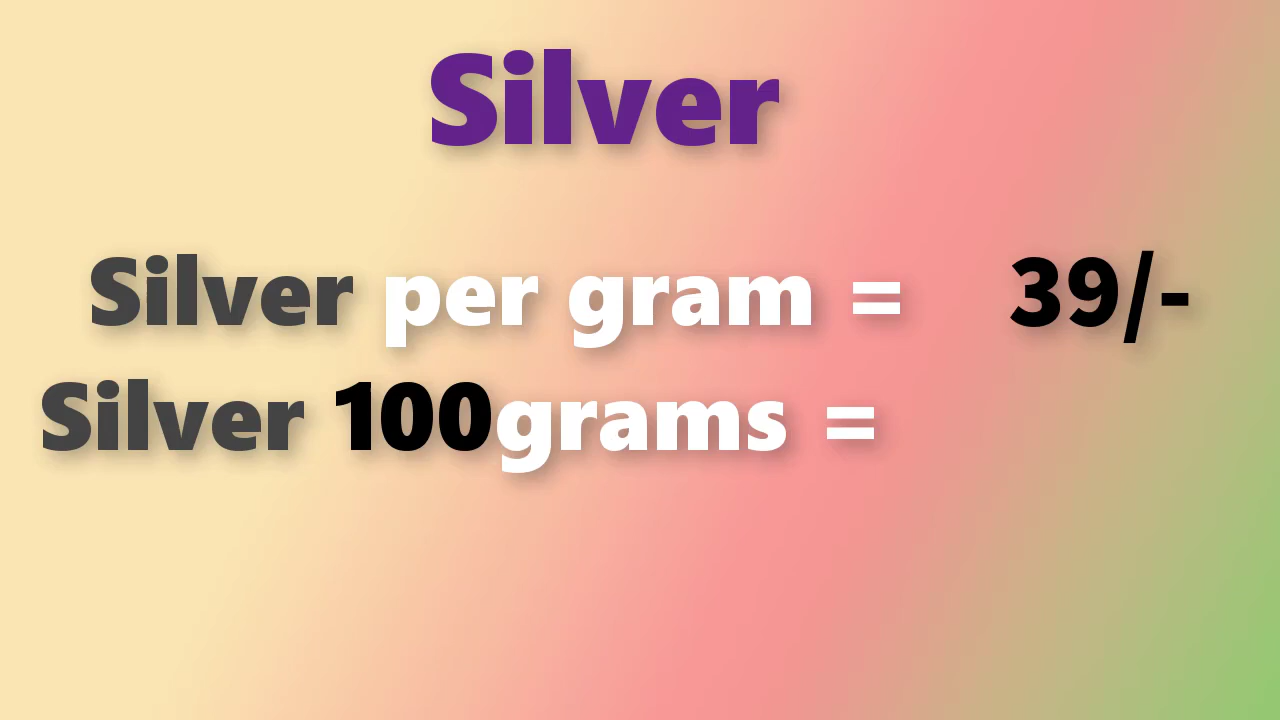 Silver
Silver per gram = 39/-
Silver 100grams =